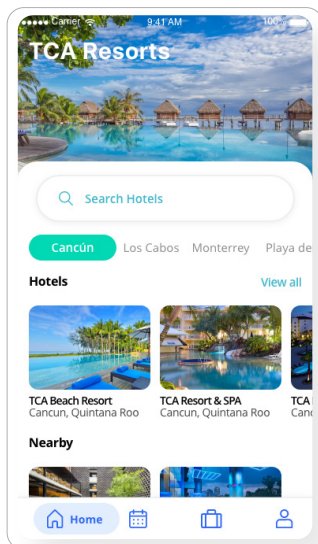 Carrier 9:41 AM 100%
TCA Resorts
Search Hotels
Cancún Los Cabos Monterrey Playa de
Hotels View all
TCA Beach Resort TCA Resort & SPA TCA
Cancun, Quintana Roo Cancun, Quintana Roo Canc
Nearby
Home